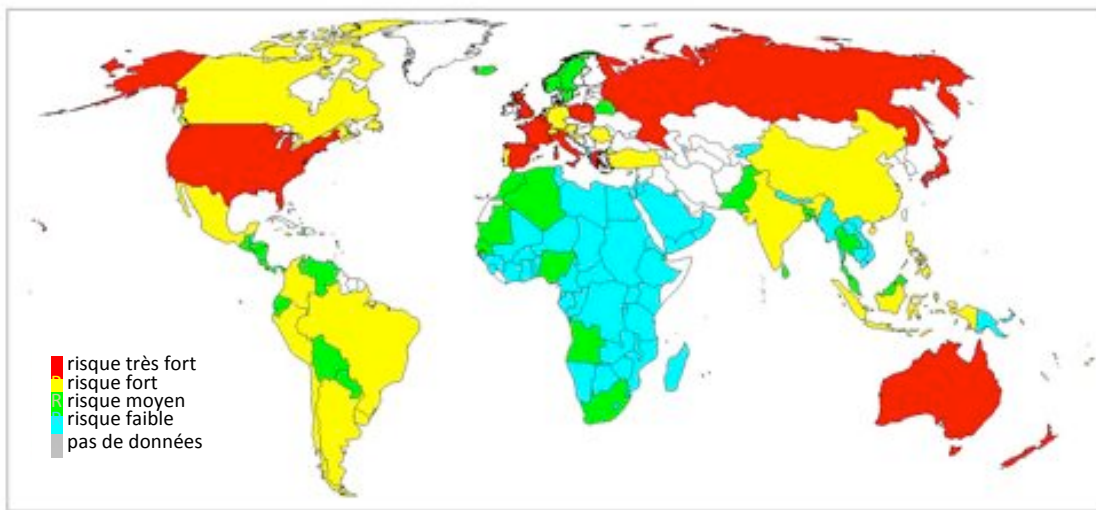 risque très fort
risque fort
R risque moyen
risque faible
pas de données